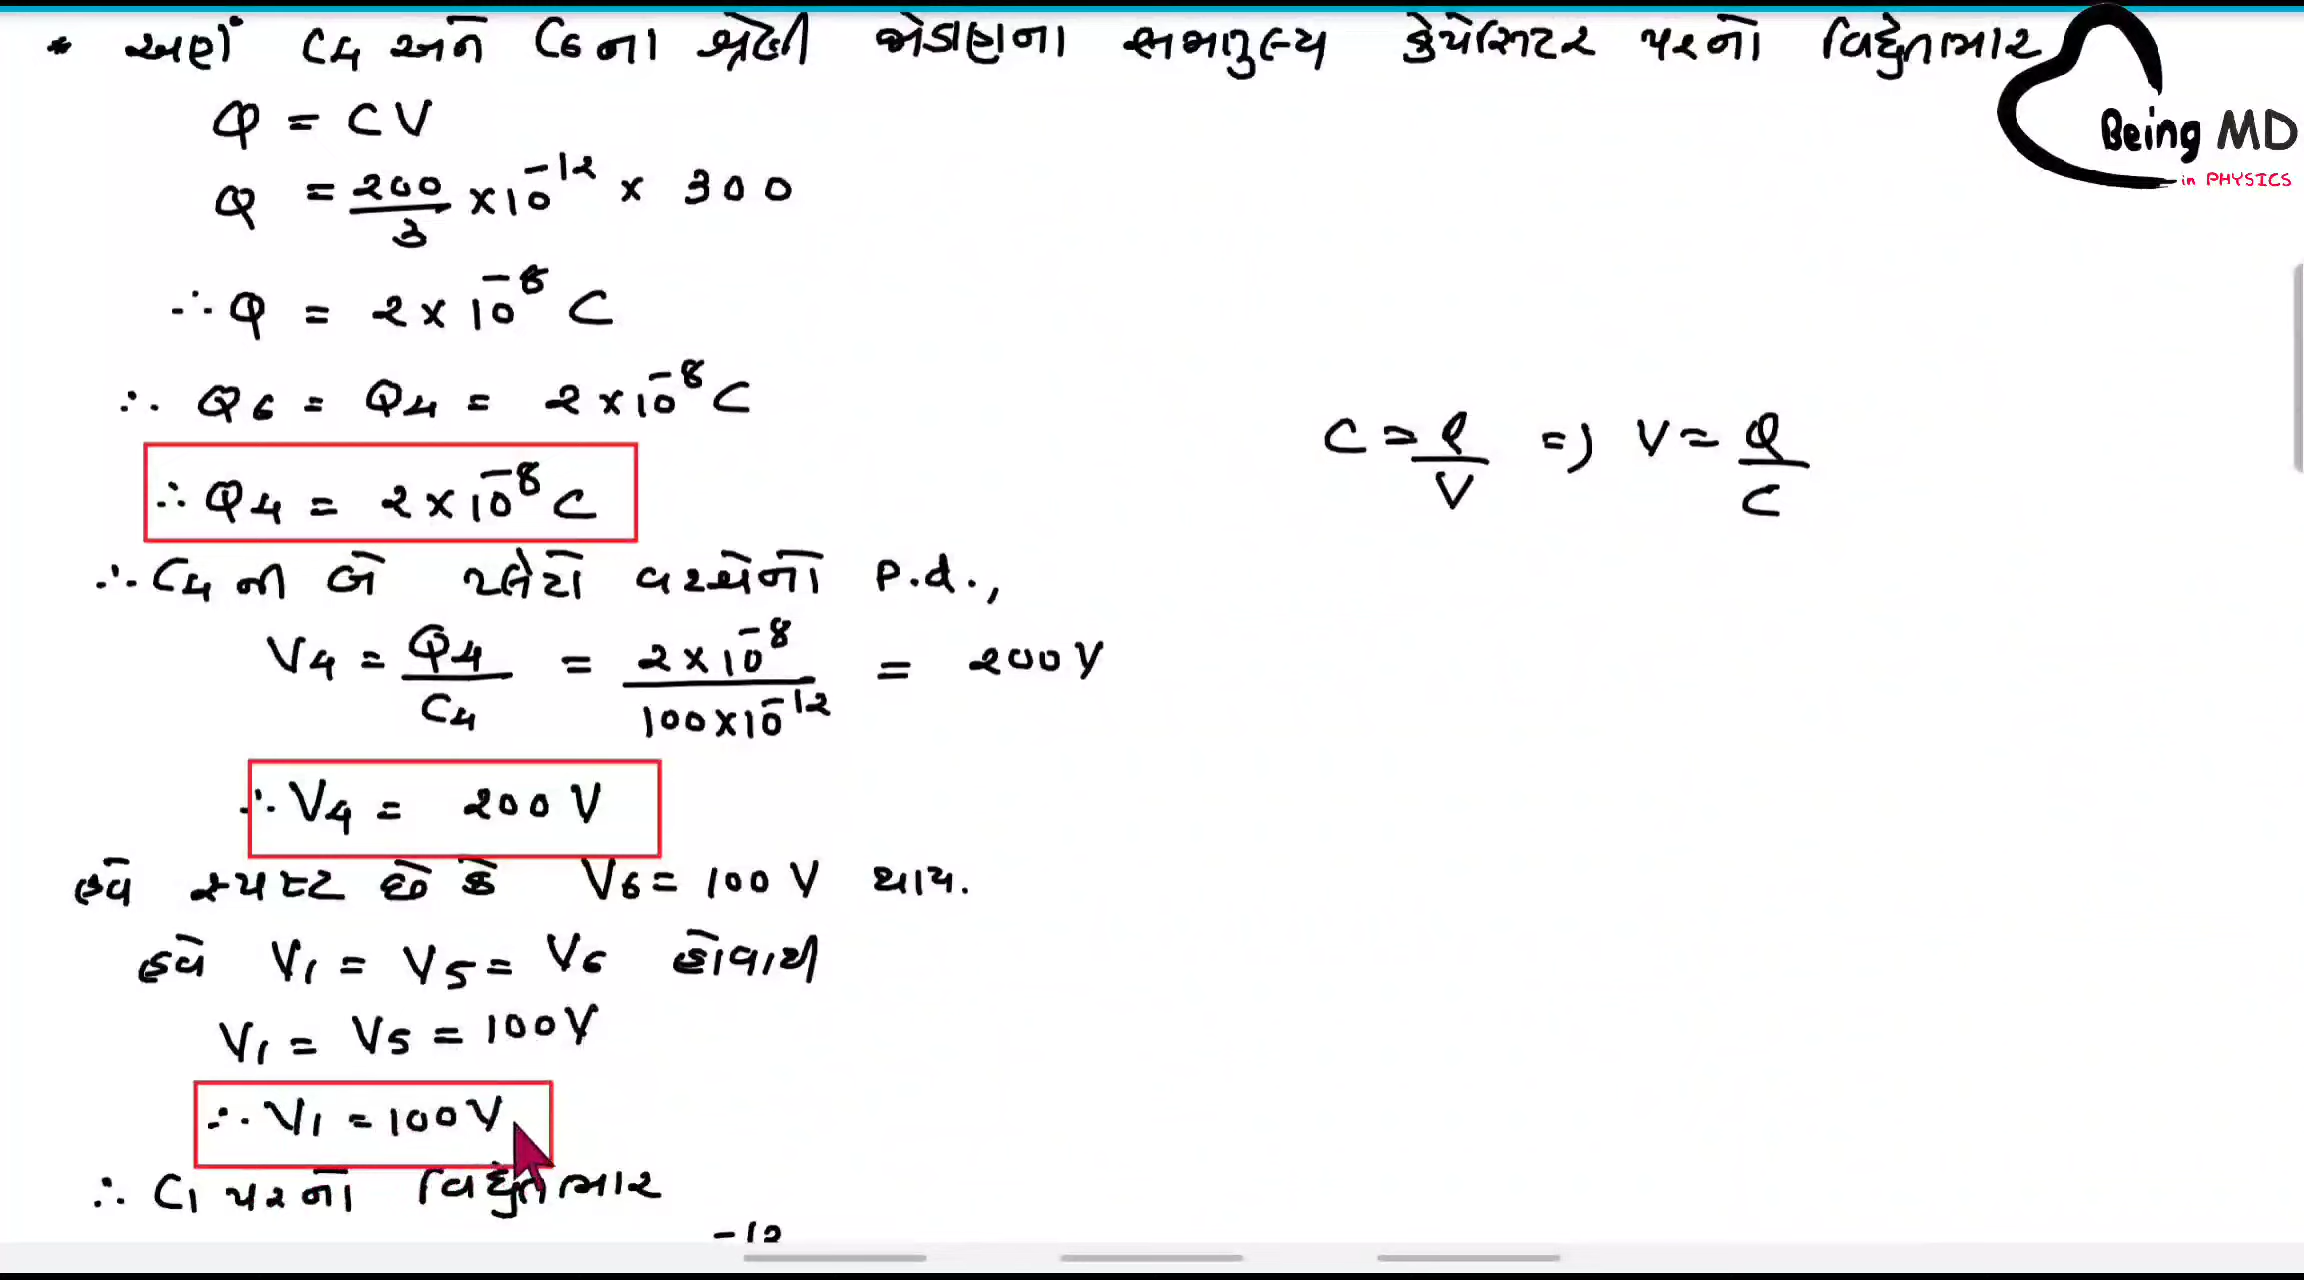 * અહીં C4 અને C6 ના શ્રેણી જોડાણના સમતુલ્ય કેપેસિટર પરનો વિદ્યુતભાર
Being MD
in PHYSICS
Q = CV
Q = 200/3 × 10⁻¹² × 300
∴ Q = 2 × 10⁻⁸ C
∴ Q6 = Q4 = 2 × 10⁻⁸ C
∴ Q4 = 2 × 10⁻⁸ C
C = Q/V => V = Q/C
∴ C4 ની બે પ્લેટો વચ્ચેનો P.d.,
V4 = Q4/C4 = 2 × 10⁻⁸ / 100 × 10⁻¹² = 200 V
∴ V4 = 200 V
હવે સ્પષ્ટ છે કે V6 = 100 V થાય.
હવે V1 = V5 = V6 હોવાથી
V1 = V5 = 100 V
∴ V1 = 100 V
∴ C1 પરનો વિદ્યુતભાર